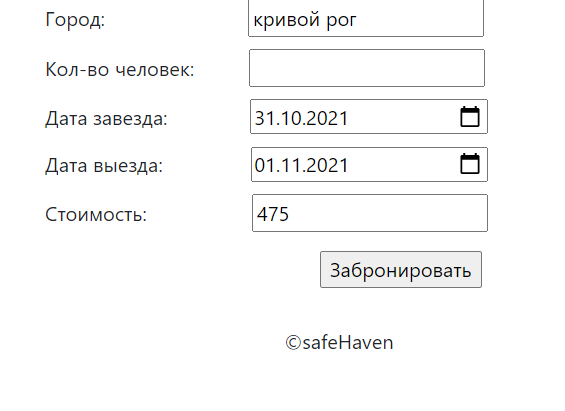 Город: кривой рог
Кол-во человек:
Дата завезда: 31.10.2021
Дата выезда: 01.11.2021
Стоимость: 475
Забронировать
©safeHaven